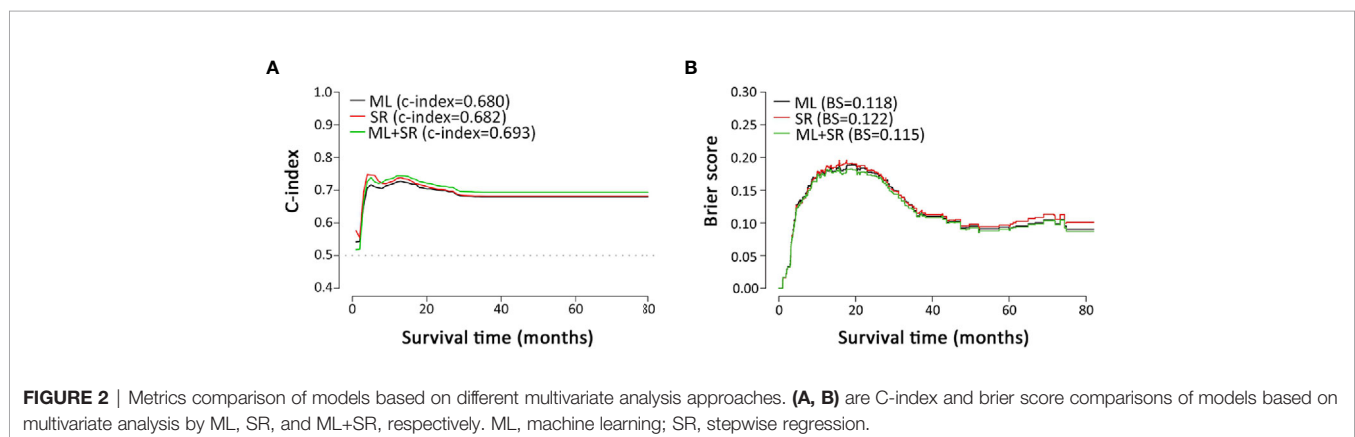 A
C-index
1.0
0.9
0.8
0.7
0.6
0.5
0.4
ML (c-index=0.680)
SR (c-index=0.682)
ML+SR (c-index=0.693)
0 20 40 60 80
Survival time (months)
B
Brier score
0.30
0.25
0.20
0.15
0.10
0.05
0.00
ML (BS=0.118)
SR (BS=0.122)
ML+SR (BS=0.115)
0 20 40 60 80
Survival time (months)
FIGURE 2 | Metrics comparison of models based on different multivariate analysis approaches. (A, B) are C-index and brier score comparisons of models based on
multivariate analysis by ML, SR, and ML+SR, respectively. ML, machine learning; SR, stepwise regression.